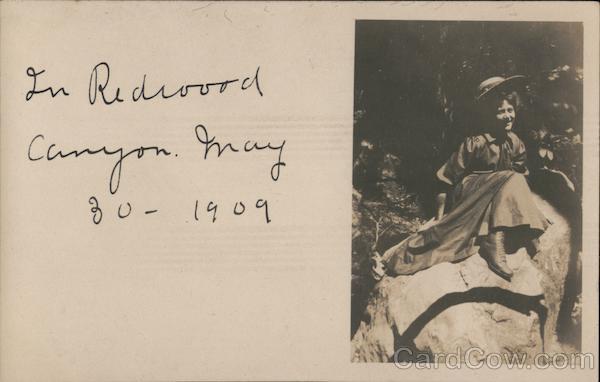 In Redwood
Canyon. May
30 - 1909
CardCow.com